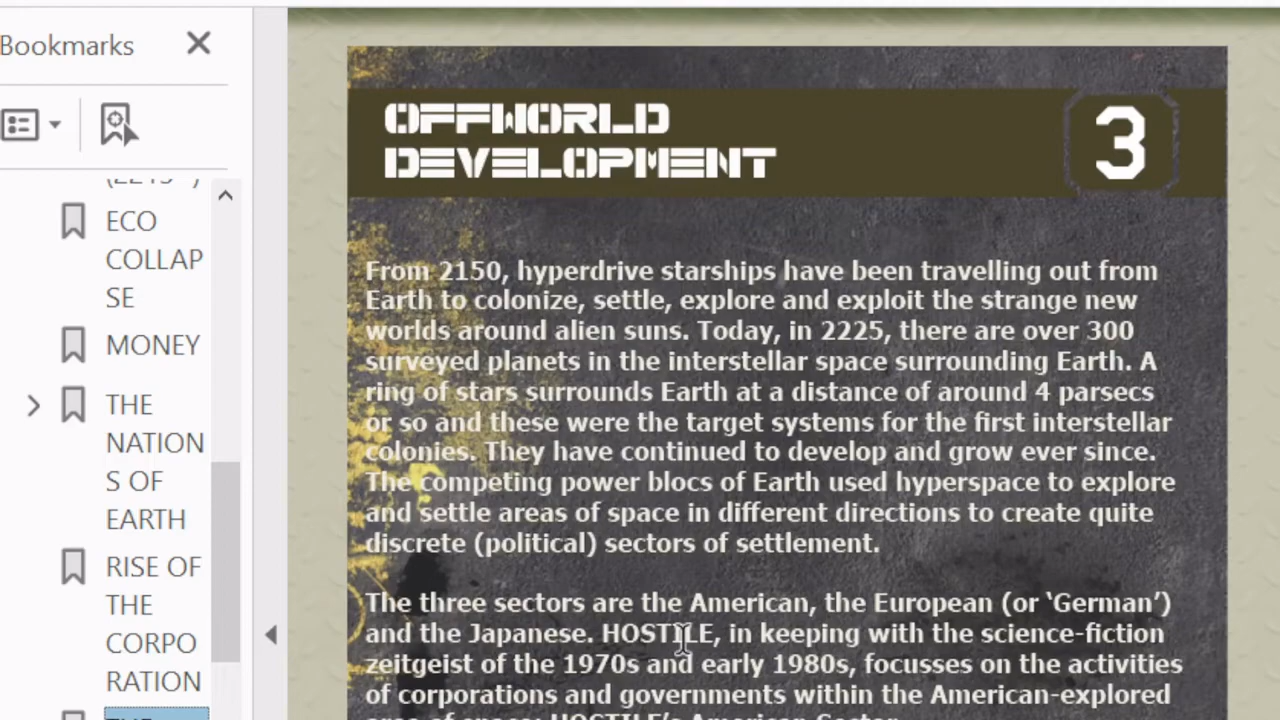 Bookmarks
ECO
COLLAP
SE
MONEY
THE
NATION
S OF
EARTH
RISE OF
THE
CORPO
RATION
OFFWORLD
DEVELOPMENT
3
From 2150, hyperdrive starships have been travelling out from
Earth to colonize, settle, explore and exploit the strange new
worlds around alien suns. Today, in 2225, there are over 300
surveyed planets in the interstellar space surrounding Earth. A
ring of stars surrounds Earth at a distance of around 4 parsecs
or so and these were the target systems for the first interstellar
colonies. They have continued to develop and grow ever since.
The competing power blocs of Earth used hyperspace to explore
and settle areas of space in different directions to create quite
discrete (political) sectors of settlement.
The three sectors are the American, the European (or ‘German’)
and the Japanese. HOSTILE, in keeping with the science-fiction
zeitgeist of the 1970s and early 1980s, focusses on the activities
of corporations and governments within the American-explored
area of space: HOSTILE's American Sector.